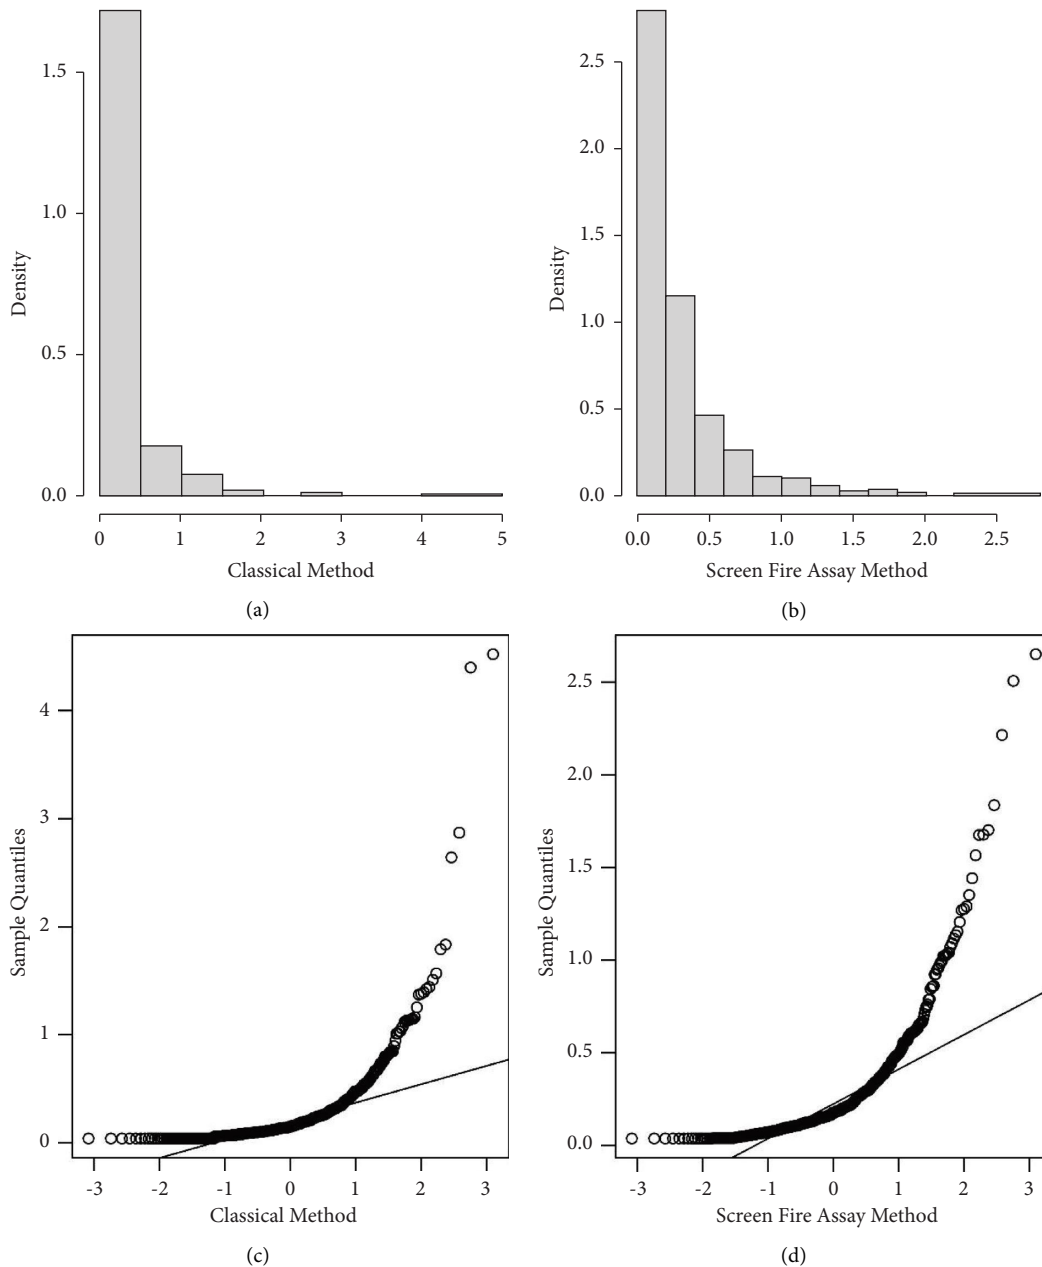 1.5
1.0
0.5
0.0
Density
0 1 2 3 4 5
Classical Method
(a)
2.5
2.0
1.5
1.0
0.5
0.0
Density
0.0 0.5 1.0 1.5 2.0 2.5
Screen Fire Assay Method
(b)
4
3
2
1
0
Sample Quantiles
-3 -2 -1 0 1 2 3
Classical Method
(c)
2.5
2.0
1.5
1.0
0.5
0.0
Sample Quantiles
-3 -2 -1 0 1 2 3
Screen Fire Assay Method
(d)